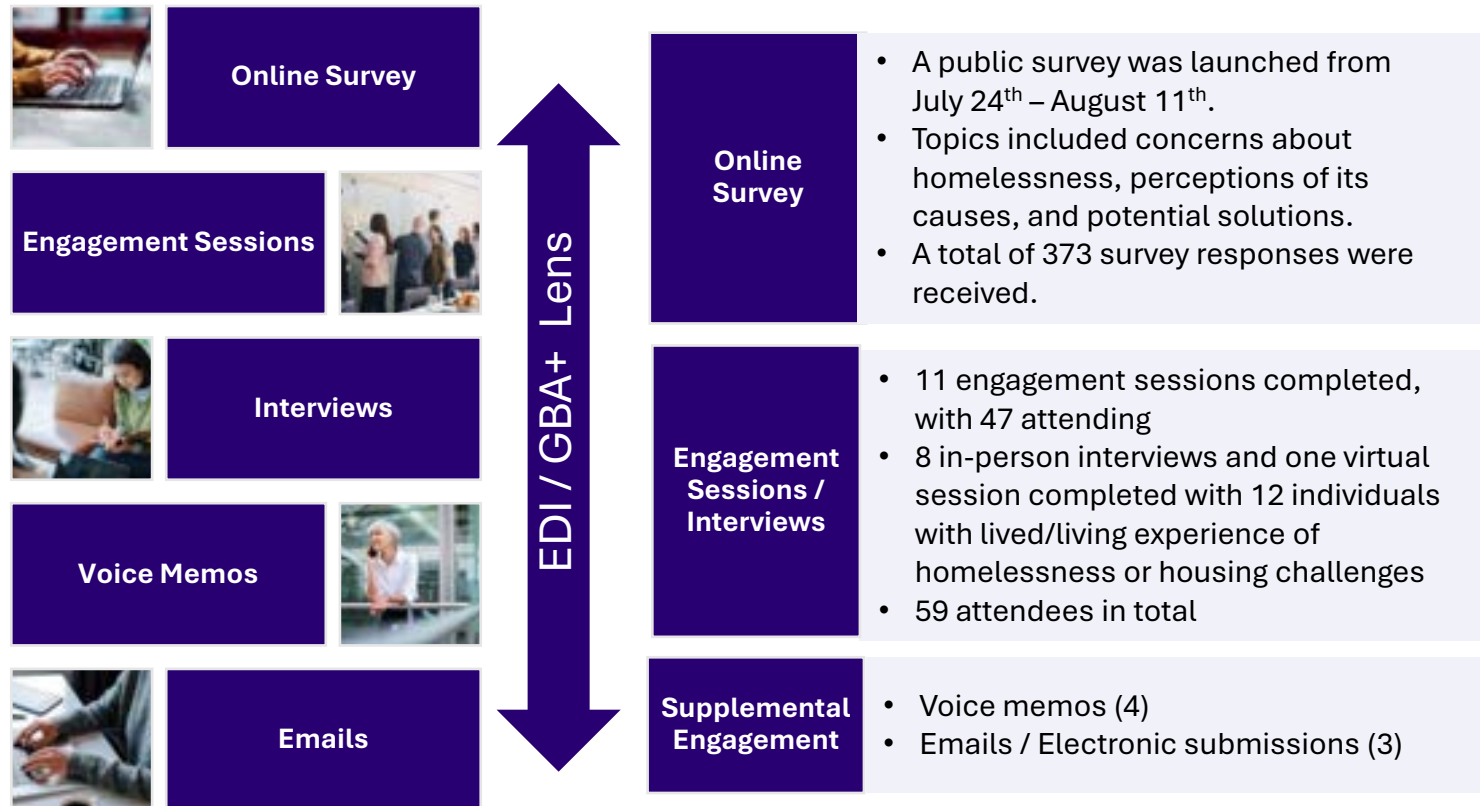 Online Survey
Engagement Sessions
Interviews
Voice Memos
Emails
EDI / GBA+ Lens
Online
Survey
• A public survey was launched from
July 24th – August 11th.
• Topics included concerns about
homelessness, perceptions of its
causes, and potential solutions.
• A total of 373 survey responses were
received.
Engagement
Sessions /
Interviews
• 11 engagement sessions completed,
with 47 attending
• 8 in-person interviews and one virtual
session completed with 12 individuals
with lived/living experience of
homelessness or housing challenges
• 59 attendees in total
Supplemental
Engagement
• Voice memos (4)
• Emails / Electronic submissions (3)